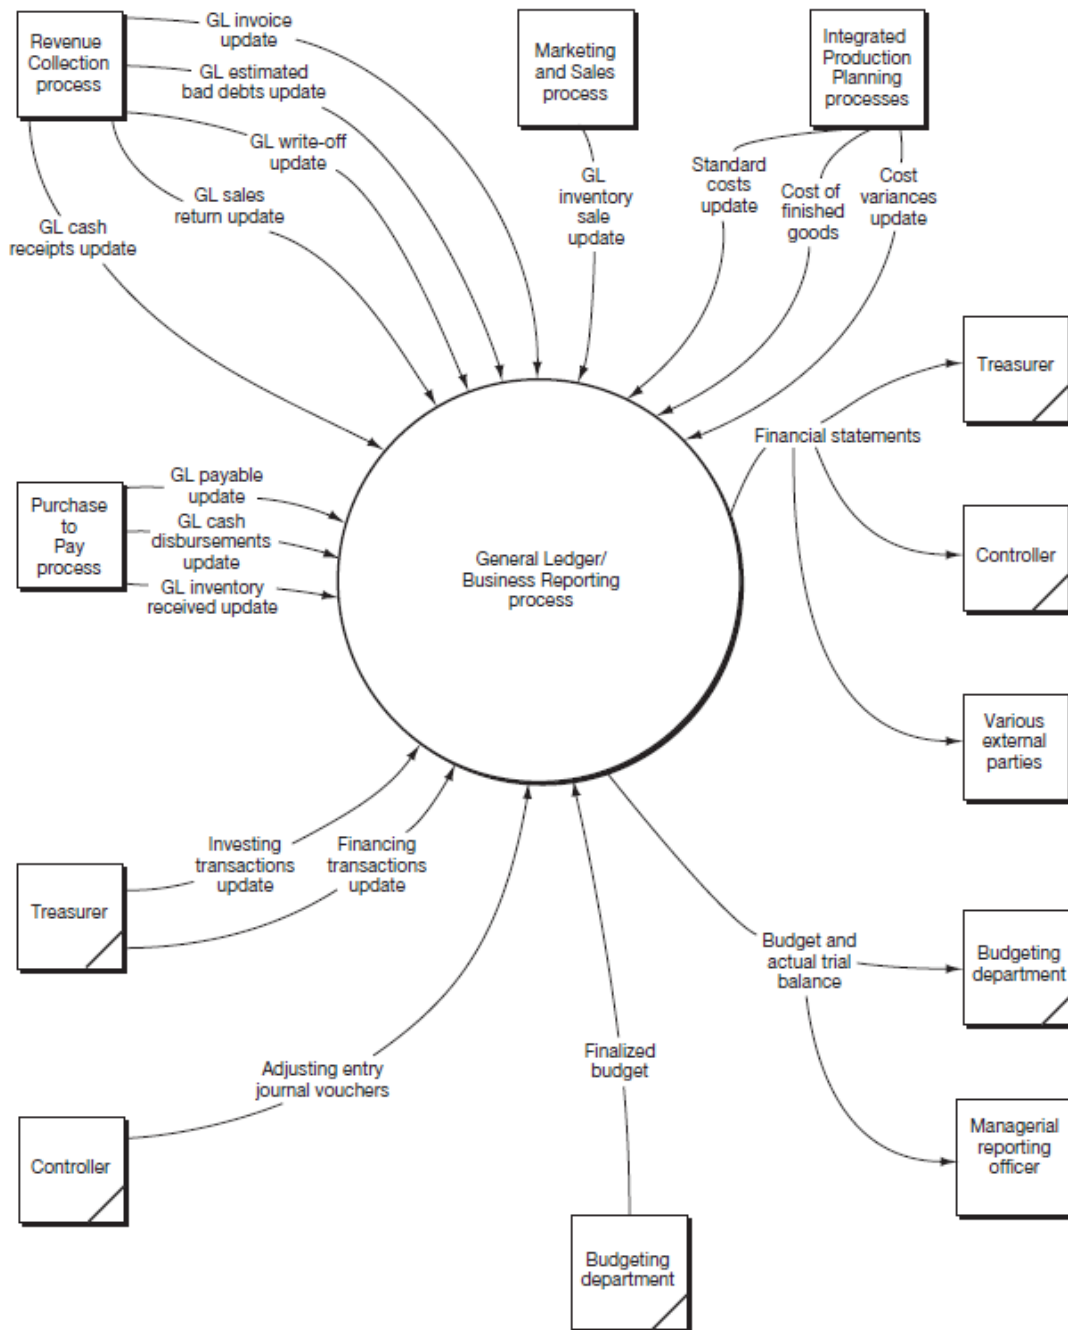 Revenue
Collection
process
GL invoice
update
GL estimated
bad debts update
GL write-off
update
GL sales
return update
GL cash
receipts update
Marketing
and Sales
process
GL
inventory
sale
update
Integrated
Production
Planning
processes
Standard
costs
update
Cost of
finished
goods
Cost
variances
update
Treasurer
Financial statements
Controller
Various
external
parties
Purchase
to
Pay
process
GL payable
update
GL cash
disbursements
update
GL inventory
received update
General Ledger/
Business Reporting
process
Treasurer
Investing
transactions
update
Financing
transactions
update
Budget and
actual trial
balance
Budgeting
department
Managerial
reporting
officer
Controller
Adjusting entry
journal vouchers
Finalized
budget
Budgeting
department